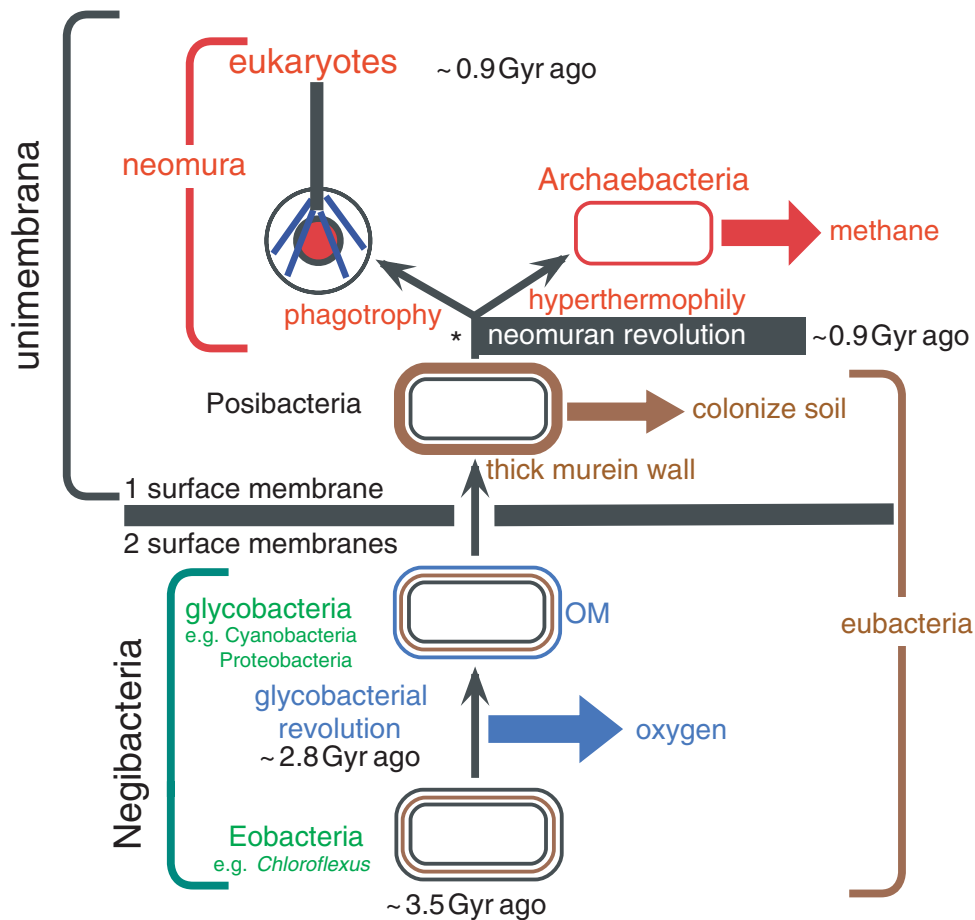 eukaryotes
~0.9 Gyr ago
unimembrana
neomura
Archaebacteria
methane
phagotrophy
hyperthermophily
*
neomuran revolution
~0.9 Gyr ago
Posibacteria
colonize soil
thick murein wall
1 surface membrane
2 surface membranes
Negibacteria
glycobacteria
e.g. Cyanobacteria
Proteobacteria
OM
eubacteria
glycobacterial
revolution
~2.8 Gyr ago
oxygen
Eobacteria
e.g. Chloroflexus
~3.5 Gyr ago